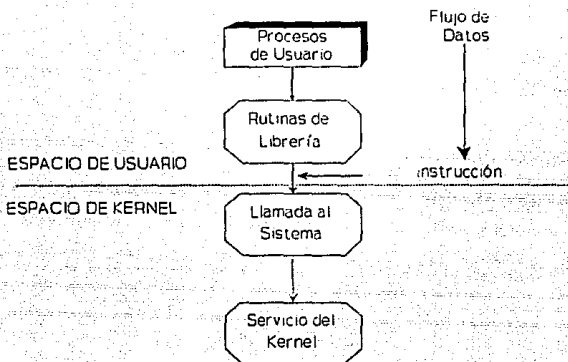 Procesos
de Usuario
Flujo de
Datos
Rutinas de
Librería
ESPACIO DE USUARIO
instrucción
ESPACIO DE KERNEL
Llamada al
Sistema
Servicio del
Kernel